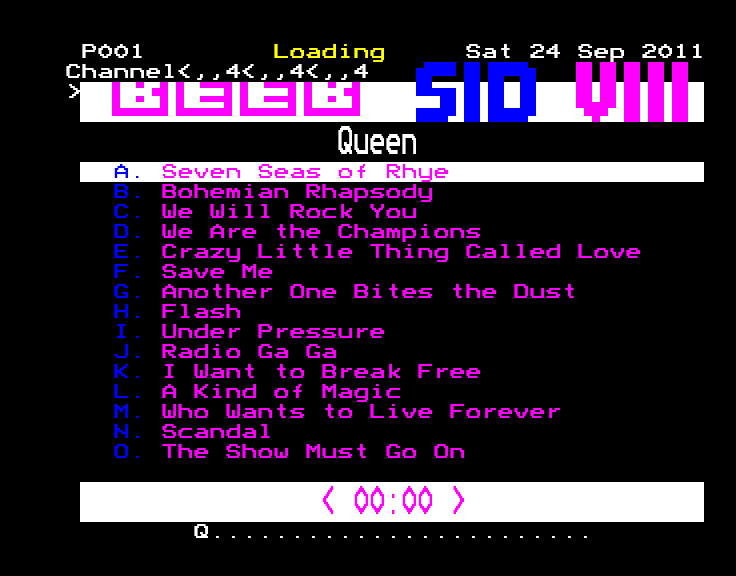 P001 Loading Sat 24 Sep 2011
Channel<,,4<,,4<,,4
> BEEB SID VIII
Queen
A. Seven Seas of Rhye
B. Bohemian Rhapsody
C. We Will Rock You
D. We Are the Champions
E. Crazy Little Thing Called Love
F. Save Me
G. Another One Bites the Dust
H. Flash
I. Under Pressure
J. Radio Ga Ga
K. I Want to Break Free
L. A Kind of Magic
M. Who Wants to Live Forever
N. Scandal
O. The Show Must Go On
< 00:00 >
Q........................